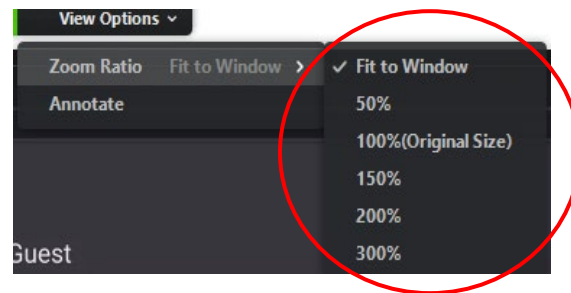 View Options
Zoom Ratio Fit to Window
Annotate
Fit to Window
50%
100%(Original Size)
150%
200%
300%
Guest